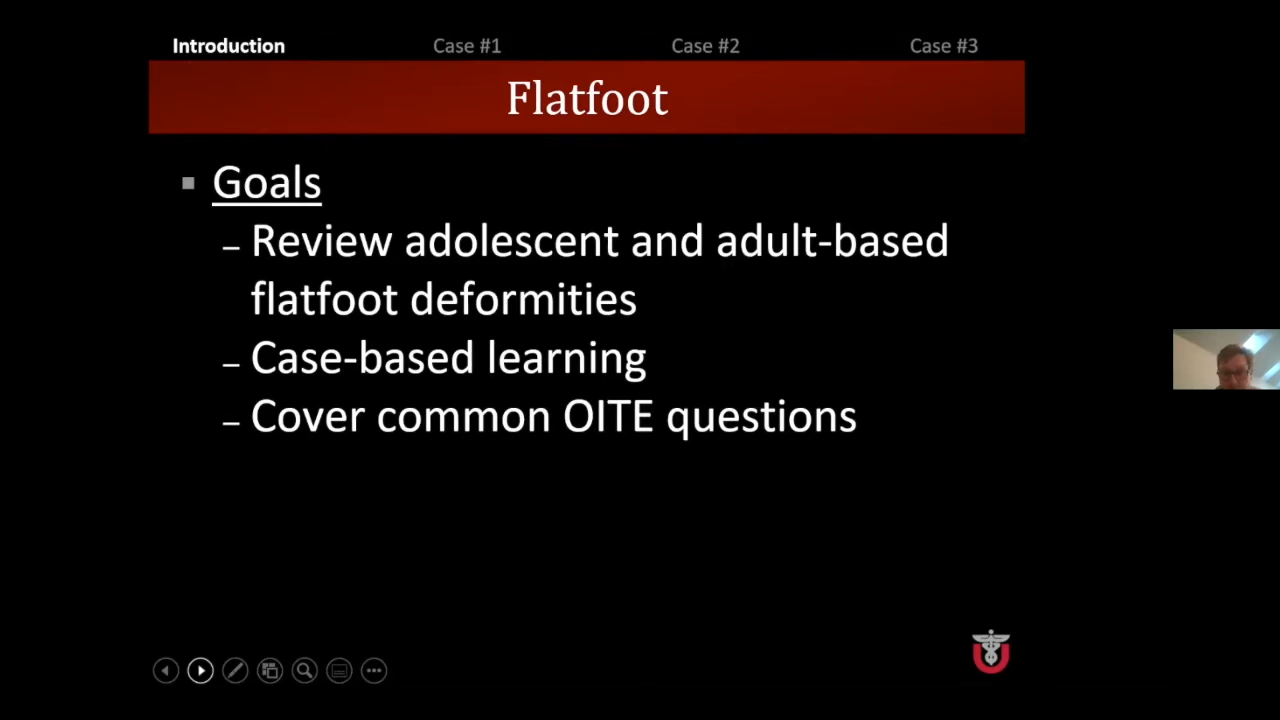 Introduction Case #1 Case #2 Case #3
Flatfoot
Goals
– Review adolescent and adult-based
flatfoot deformities
– Case-based learning
– Cover common OITE questions